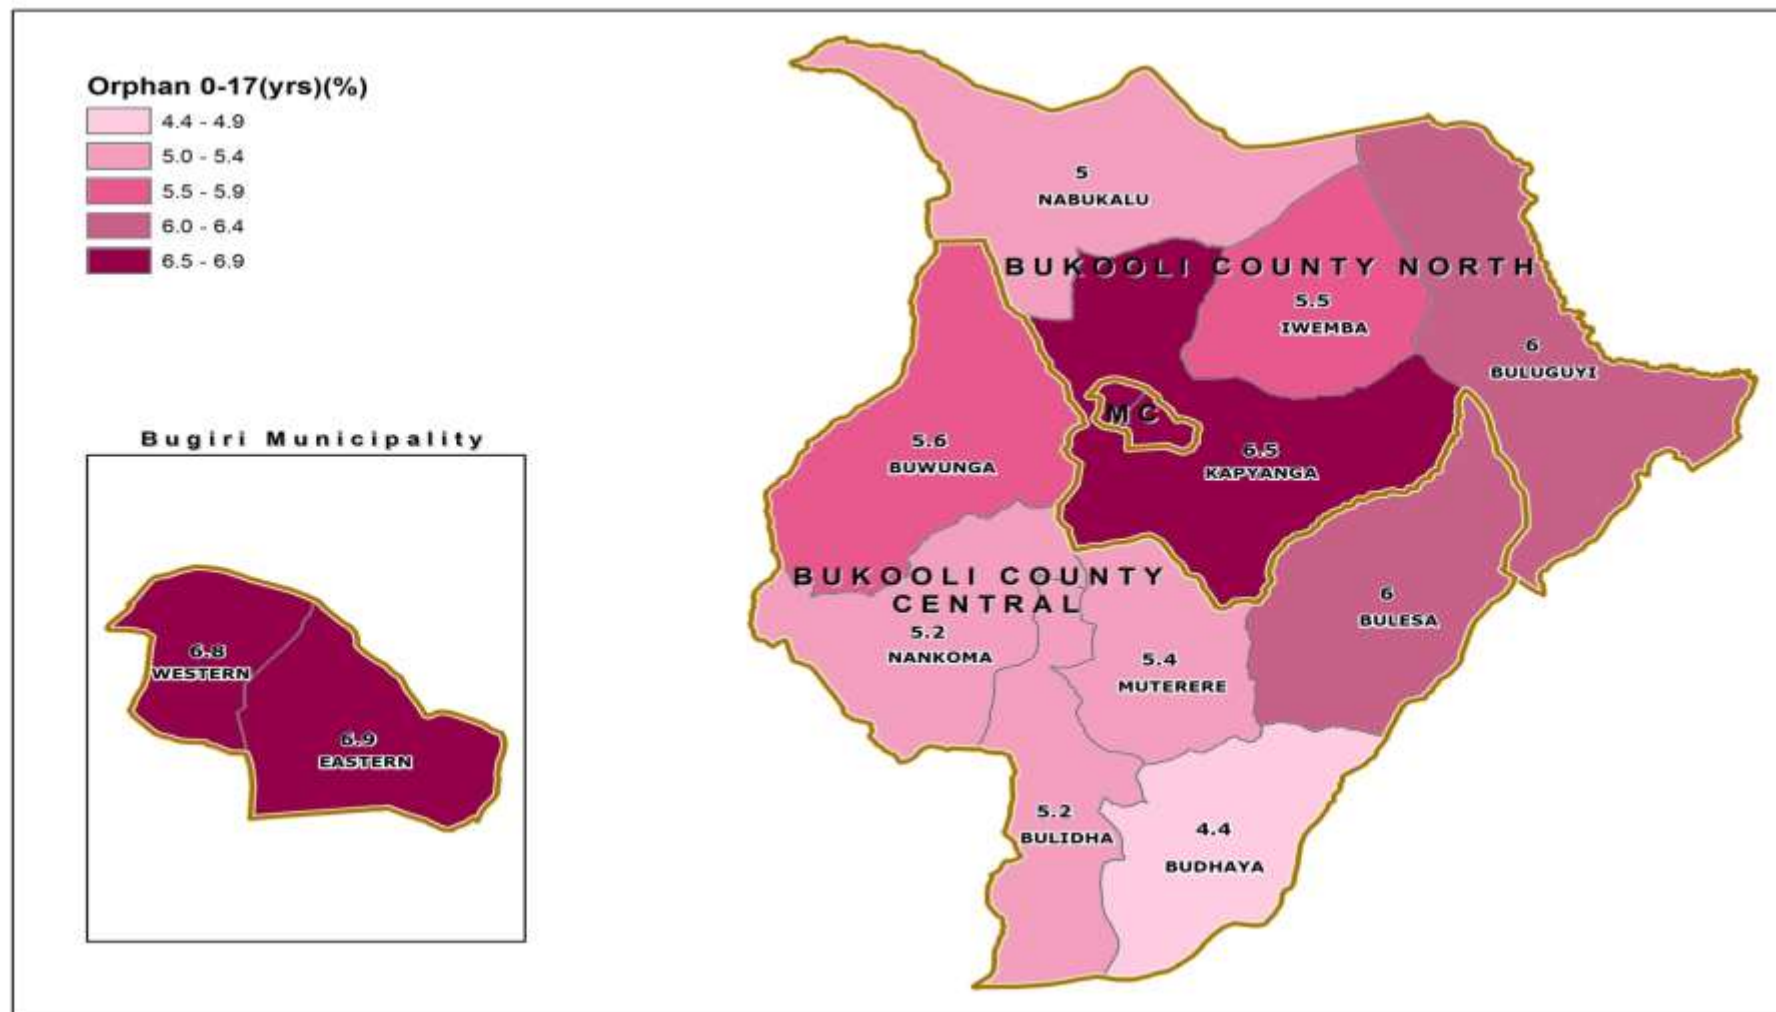 Orphan 0-17(yrs)(%)
4.4 - 4.9
5.0 - 5.4
5.5 - 5.9
6.0 - 6.4
6.5 - 6.9
5
NABUKALU
BUKOOLI COUNTY NORTH
5.5
IWEMBA
6
BULUGUYI
MC
5.6
BUWUNGA
6.5
KAPYANGA
BUKOOLI COUNTY
CENTRAL
5.2
NANKOMA
5.4
MUTERERE
6
BULESA
5.2
BULIDHA
4.4
BUDHAYA
Bugiri Municipality
6.8
WESTERN
6.9
EASTERN